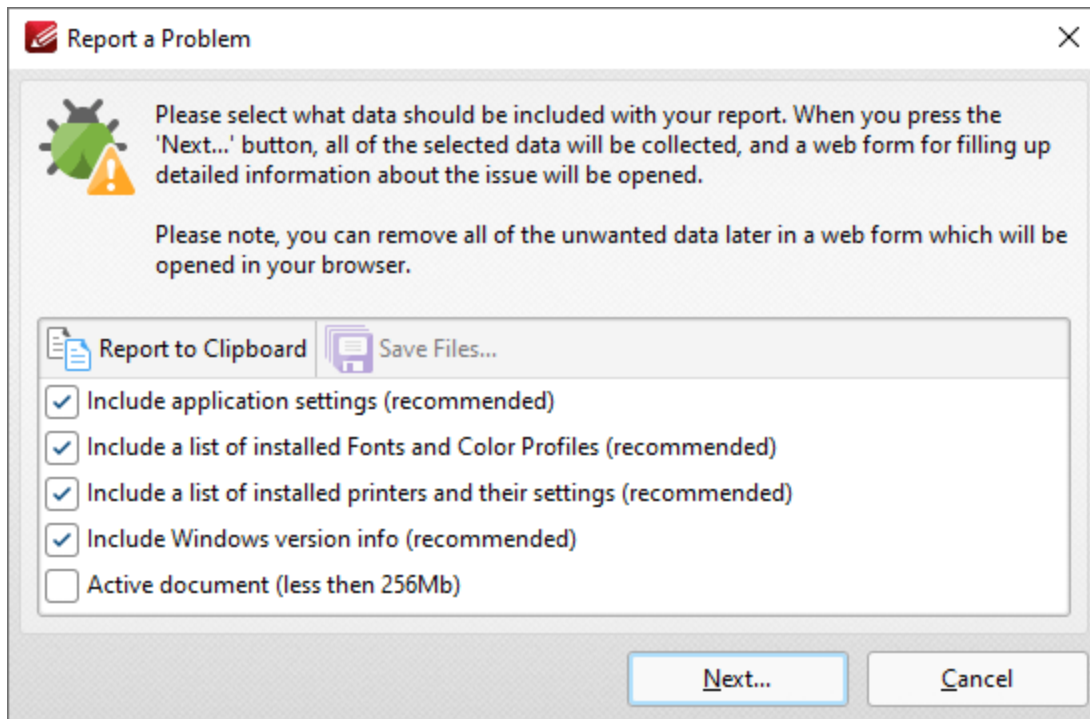 Report a Problem
Please select what data should be included with your report. When you press the
'Next...' button, all of the selected data will be collected, and a web form for filling up
detailed information about the issue will be opened.
Please note, you can remove all of the unwanted data later in a web form which will be
opened in your browser.
Report to Clipboard
Save Files...
Include application settings (recommended)
Include a list of installed Fonts and Color Profiles (recommended)
Include a list of installed printers and their settings (recommended)
Include Windows version info (recommended)
Active document (less then 256Mb)
Next...
Cancel